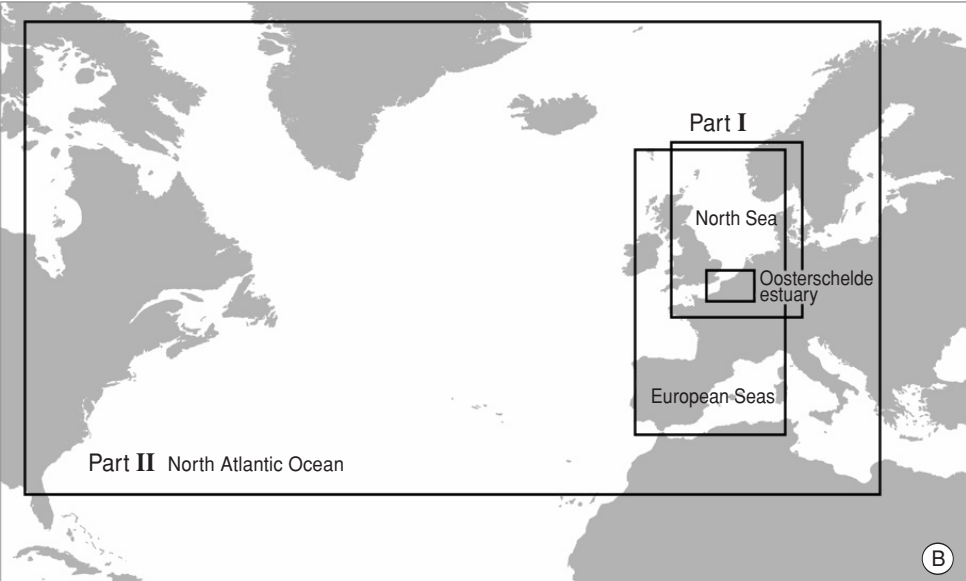 Part I
North Sea
Oosterschelde
estuary
European Seas
Part II North Atlantic Ocean
B